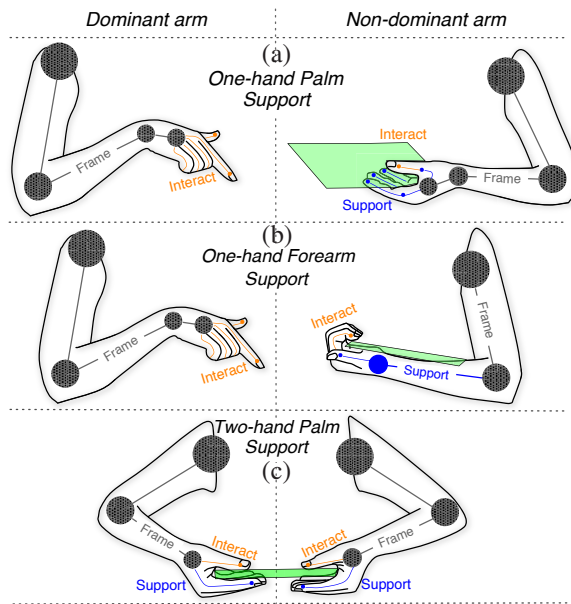 Dominant arm
Non-dominant arm
(a)
One-hand Palm
Support
Frame
Interact
Interact
Frame
Support
(b)
One-hand Forearm
Support
Frame
Interact
Interact
Frame
Support
Two-hand Palm
Support
(c)
Frame
Interact
Support
Interact
Frame
Support